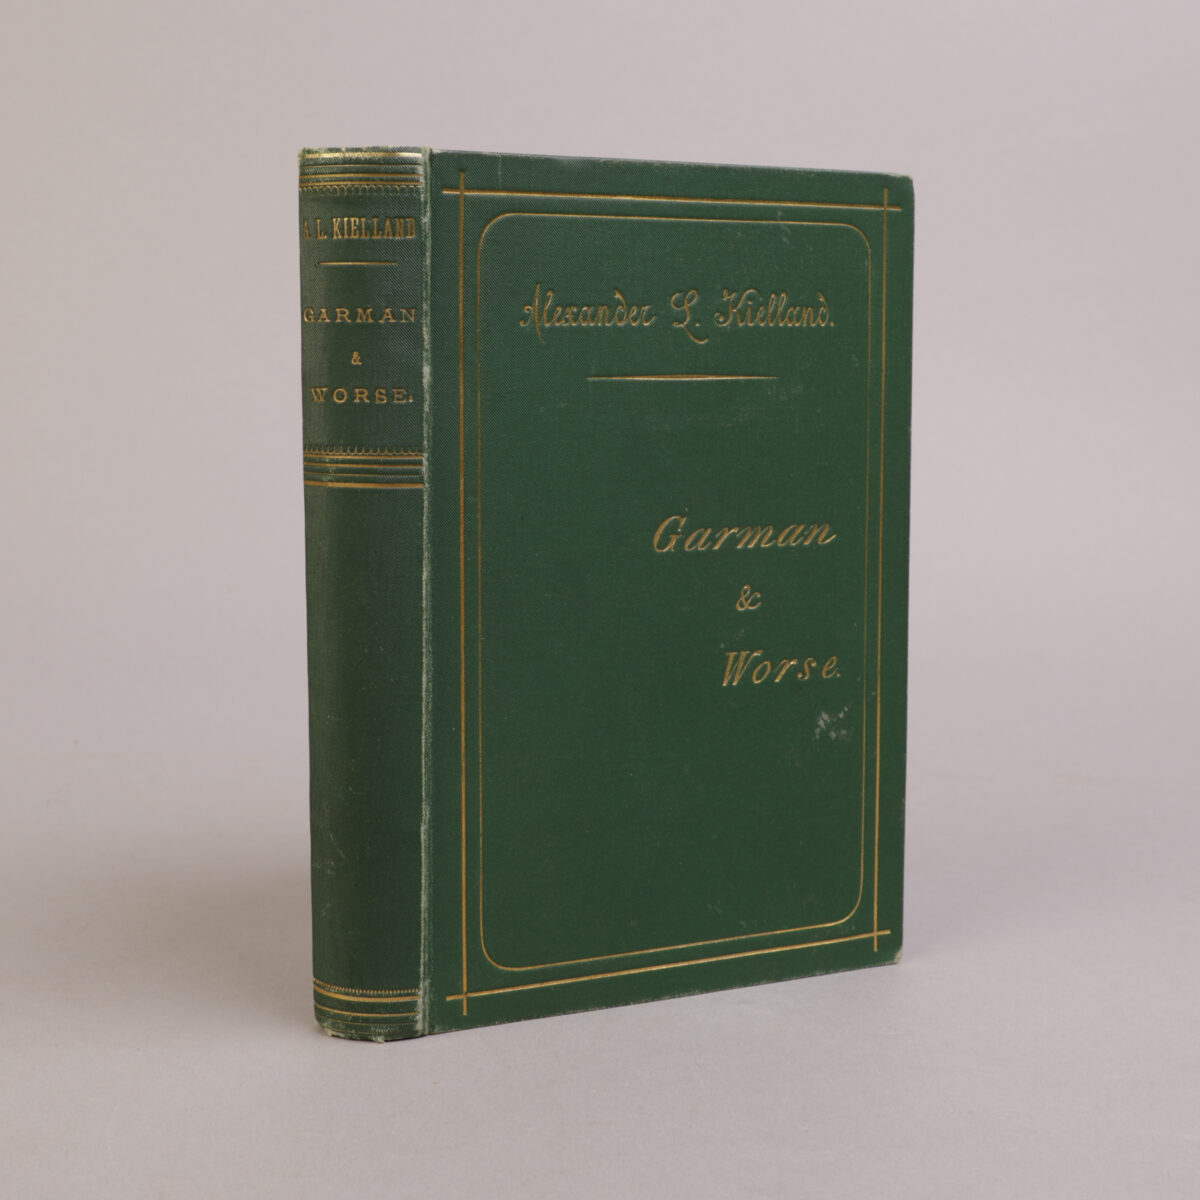 A. L. KIELLAND
GARMAN
&
WORSE.
Alexander L. Kielland.
Garman
&
Worse.